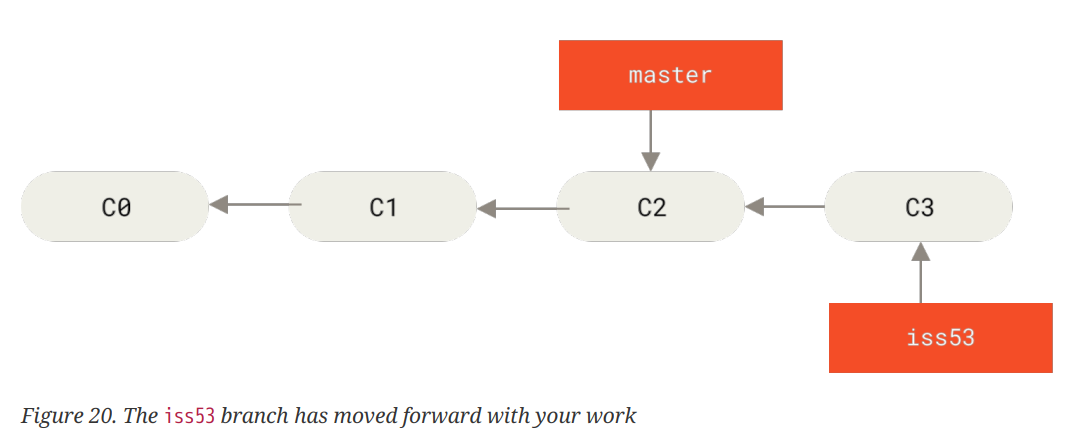 master
C0 C1 C2 C3
iss53
Figure 20. The iss53 branch has moved forward with your work